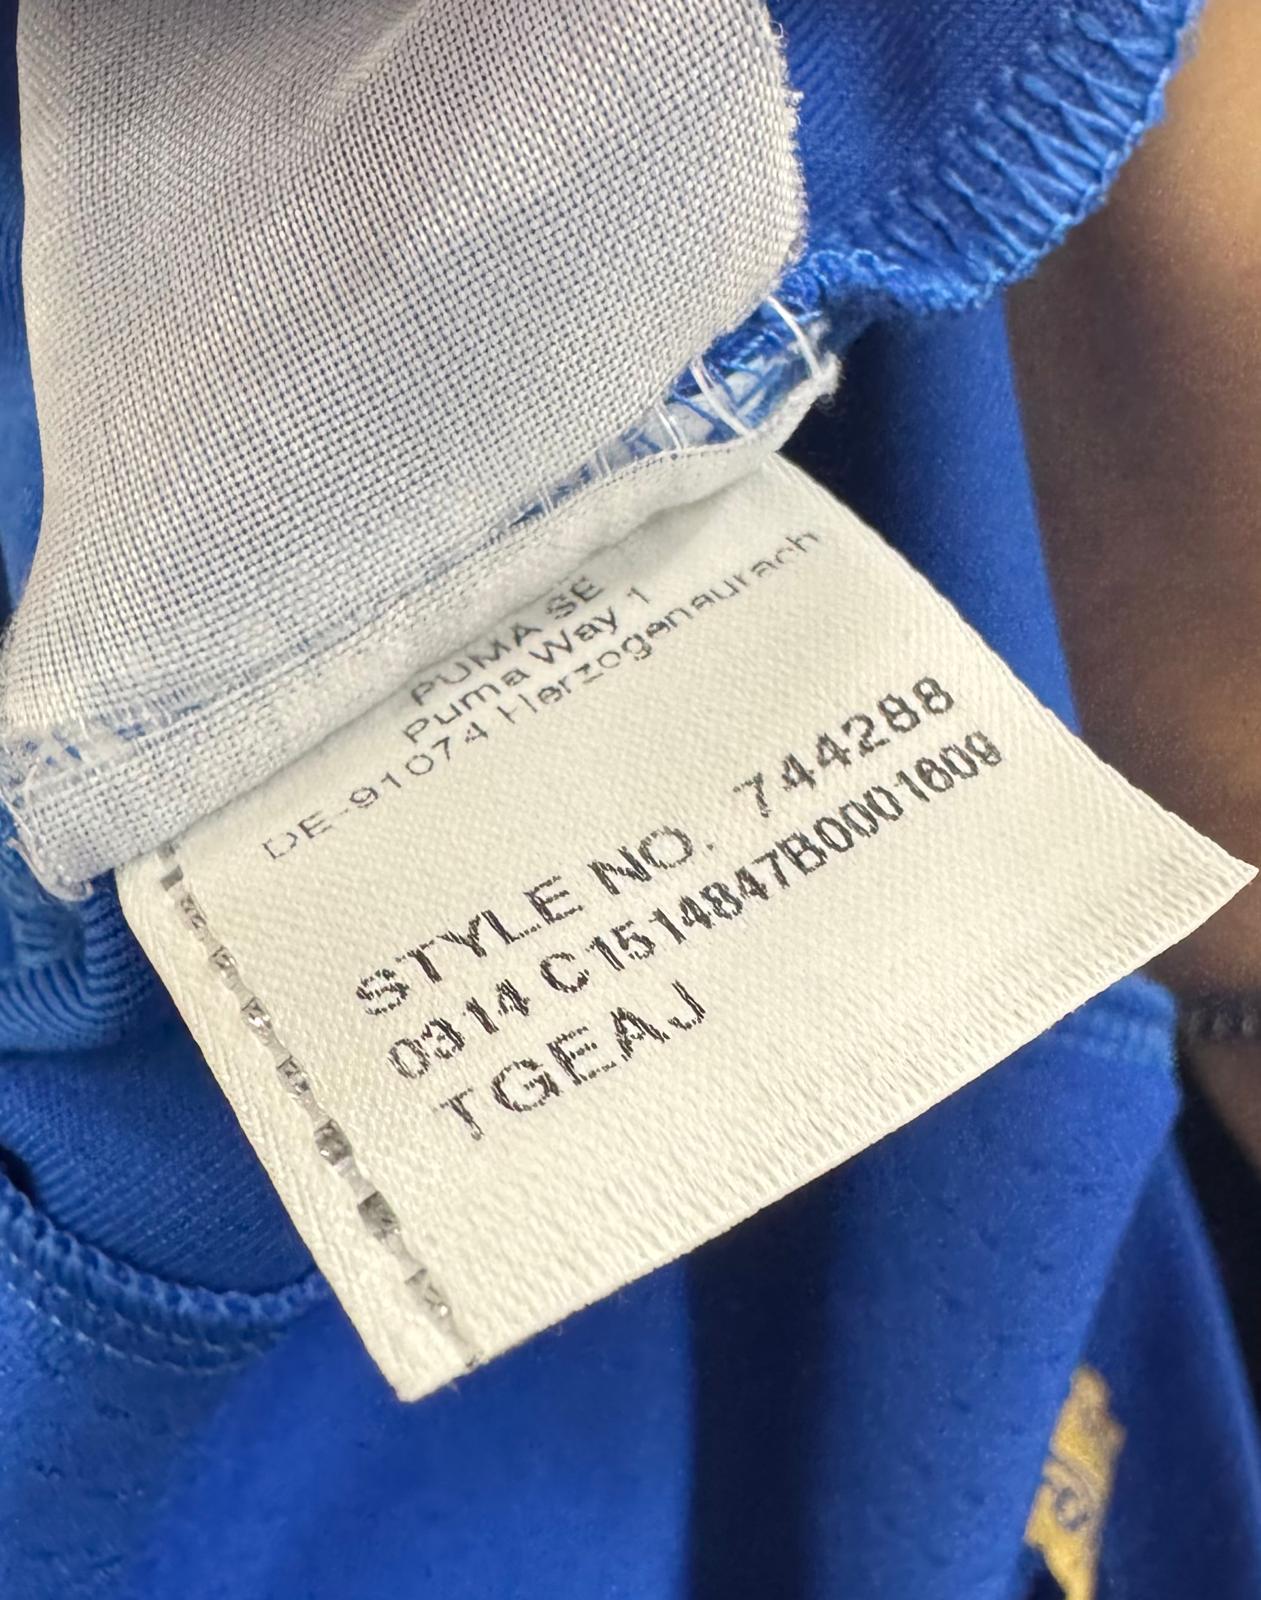 PUMA SE
Puma Way 1
DE-91074 Herzogenaurach
STYLE NO. 744288
0314 C1514847B0001609
TGEAJ